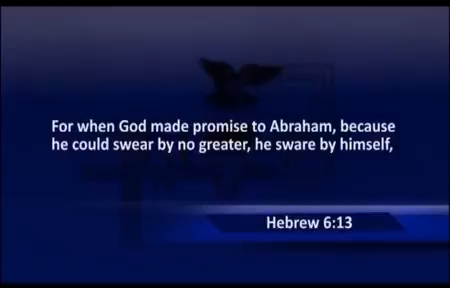 For when God made promise to Abraham, because
he could swear by no greater, he sware by himself,
Hebrew 6:13